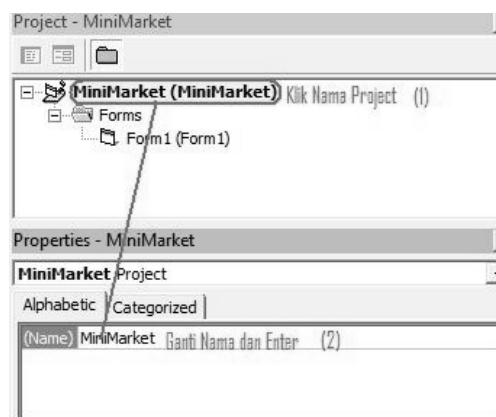 Project - MiniMarket
MiniMarket (MiniMarket) Klik Nama Project (1)
Forms
Form1 (Form1)
Properties - MiniMarket
MiniMarket Project
Alphabetic Categorized
(Name) MiniMarket Ganti Nama dan Enter (2)